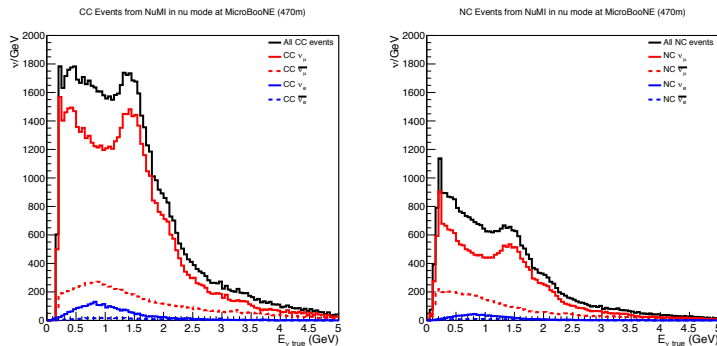 CC Events from NuMI in nu mode at MicroBooNE (470m)
ν/GeV
2000
1800
1600
1400
1200
1000
800
600
400
200
0
All CC events
CC ν_μ
CC ν̅_μ
CC ν_e
CC ν̅_e
0 0.5 1 1.5 2 2.5 3 3.5 4 4.5 5
E_ν true (GeV)
NC Events from NuMI in nu mode at MicroBooNE (470m)
ν/GeV
2000
1800
1600
1400
1200
1000
800
600
400
200
0
All NC events
NC ν_μ
NC ν̅_μ
NC ν_e
NC ν̅_e
0 0.5 1 1.5 2 2.5 3 3.5 4 4.5 5
E_ν true (GeV)